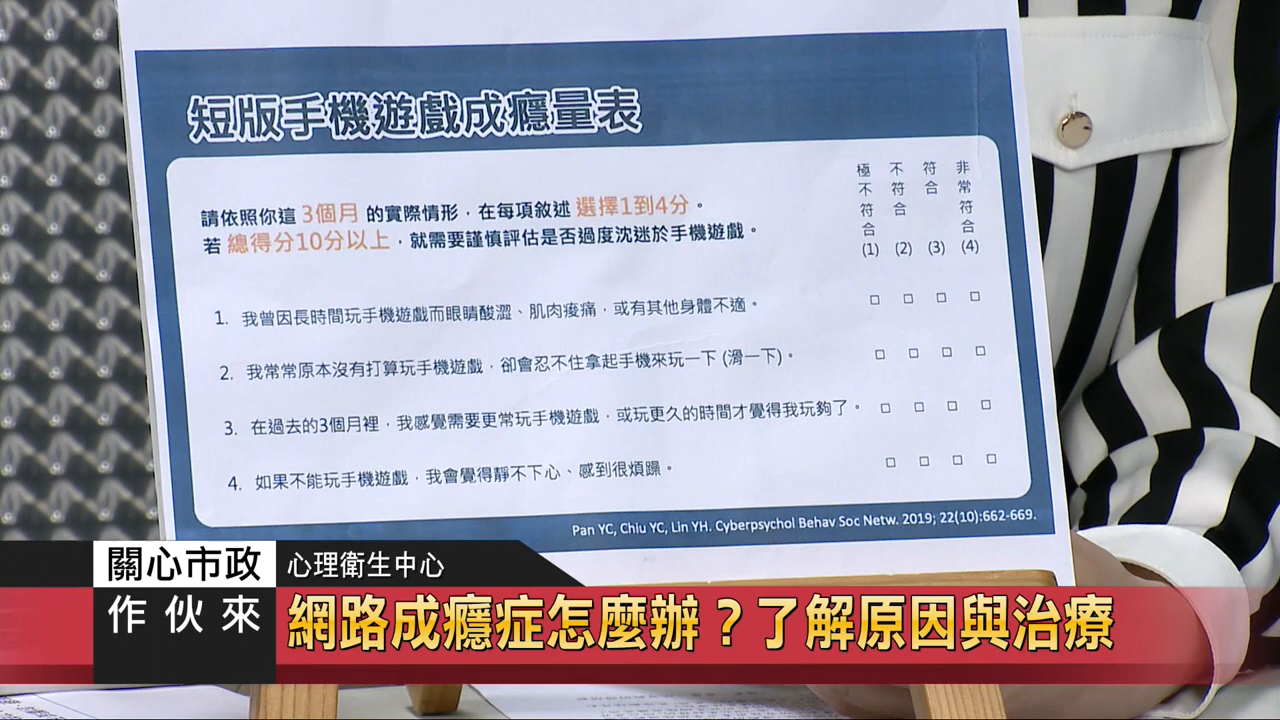 短版手機遊戲成癮量表
請依照你這 3個月 的實際情形，在每項敘述 選擇1到4分。
若 總得分10分以上，就需要謹慎評估是否過度沈迷於手機遊戲。
極不符合(1) 不符合(2) 符合(3) 非常符合(4)
1. 我曾因長時間玩手機遊戲而眼睛酸澀、肌肉痠痛，或有其他身體不適。
2. 我常常原本沒有打算玩手機遊戲，卻會忍不住拿起手機來玩一下 (滑一下)。
3. 在過去的3個月裡，我感覺需要更常玩手機遊戲，或玩更久的時間才覺得我玩夠了。
4. 如果不能玩手機遊戲，我會覺得靜不下心、感到很煩躁。
Pan YC, Chiu YC, Lin YH. Cyberpsychol Behav Soc Netw. 2019; 22(10):662-669.
關心市政
作伙來
心理衛生中心
網路成癮症怎麼辦？了解原因與治療